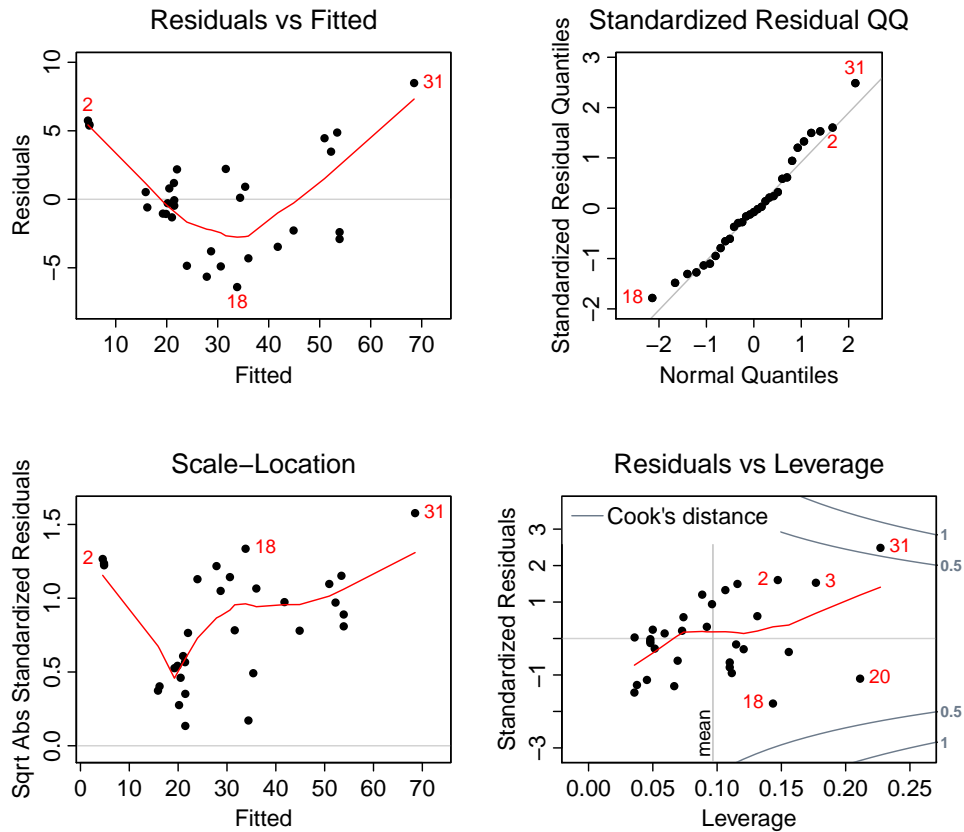 Residuals vs Fitted
Residuals
10
5
0
−5
2
31
18
10 20 30 40 50 60 70
Fitted
Standardized Residual QQ
Standardized Residual Quantiles
3
2
1
0
−1
−2
31
2
18
−2 −1 0 1 2
Normal Quantiles
Scale−Location
Sqrt Abs Standardized Residuals
1.5
1.0
0.5
0.0
2
18
31
0 10 20 30 40 50 60 70
Fitted
Residuals vs Leverage
Standardized Residuals
3
2
1
−1
−3
Cook's distance
31
2
3
20
18
mean
1
0.5
0.5
1
0.00 0.05 0.10 0.15 0.20 0.25
Leverage